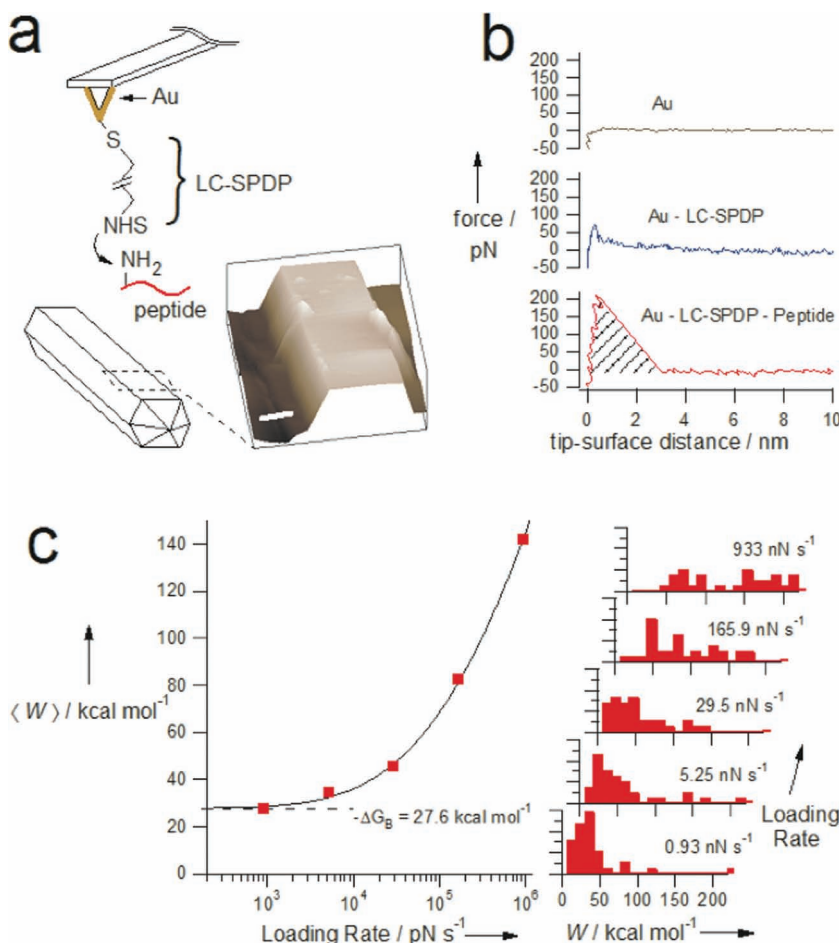 a
Au
S
LC-SPDP
NHS
NH2
peptide
b
force /
pN
200
150
100
50
0
-50
Au
200
150
100
50
0
-50
Au - LC-SPDP
200
150
100
50
0
-50
Au - LC-SPDP - Peptide
0 2 4 6 8 10
tip-surface distance / nm
c
⟨ W ⟩ / kcal mol⁻¹
140
120
100
80
60
40
20
0
-ΔG_B = 27.6 kcal mol⁻¹
10³ 10⁴ 10⁵ 10⁶
Loading Rate / pN s⁻¹
933 nN s⁻¹
165.9 nN s⁻¹
29.5 nN s⁻¹
5.25 nN s⁻¹
0.93 nN s⁻¹
Loading
Rate
0 50 100 150 200
W / kcal mol⁻¹